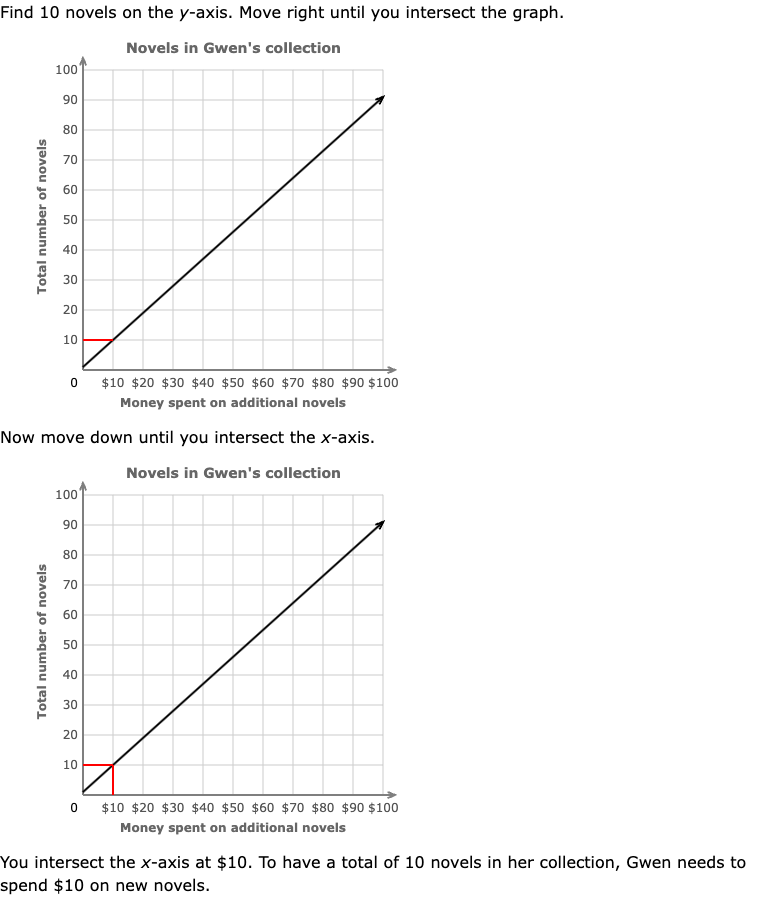 Find 10 novels on the y-axis. Move right until you intersect the graph.
Novels in Gwen's collection
Total number of novels
100
90
80
70
60
50
40
30
20
10
0 $10 $20 $30 $40 $50 $60 $70 $80 $90 $100
Money spent on additional novels
Now move down until you intersect the x-axis.
Novels in Gwen's collection
Total number of novels
100
90
80
70
60
50
40
30
20
10
0 $10 $20 $30 $40 $50 $60 $70 $80 $90 $100
Money spent on additional novels
You intersect the x-axis at $10. To have a total of 10 novels in her collection, Gwen needs to
spend $10 on new novels.